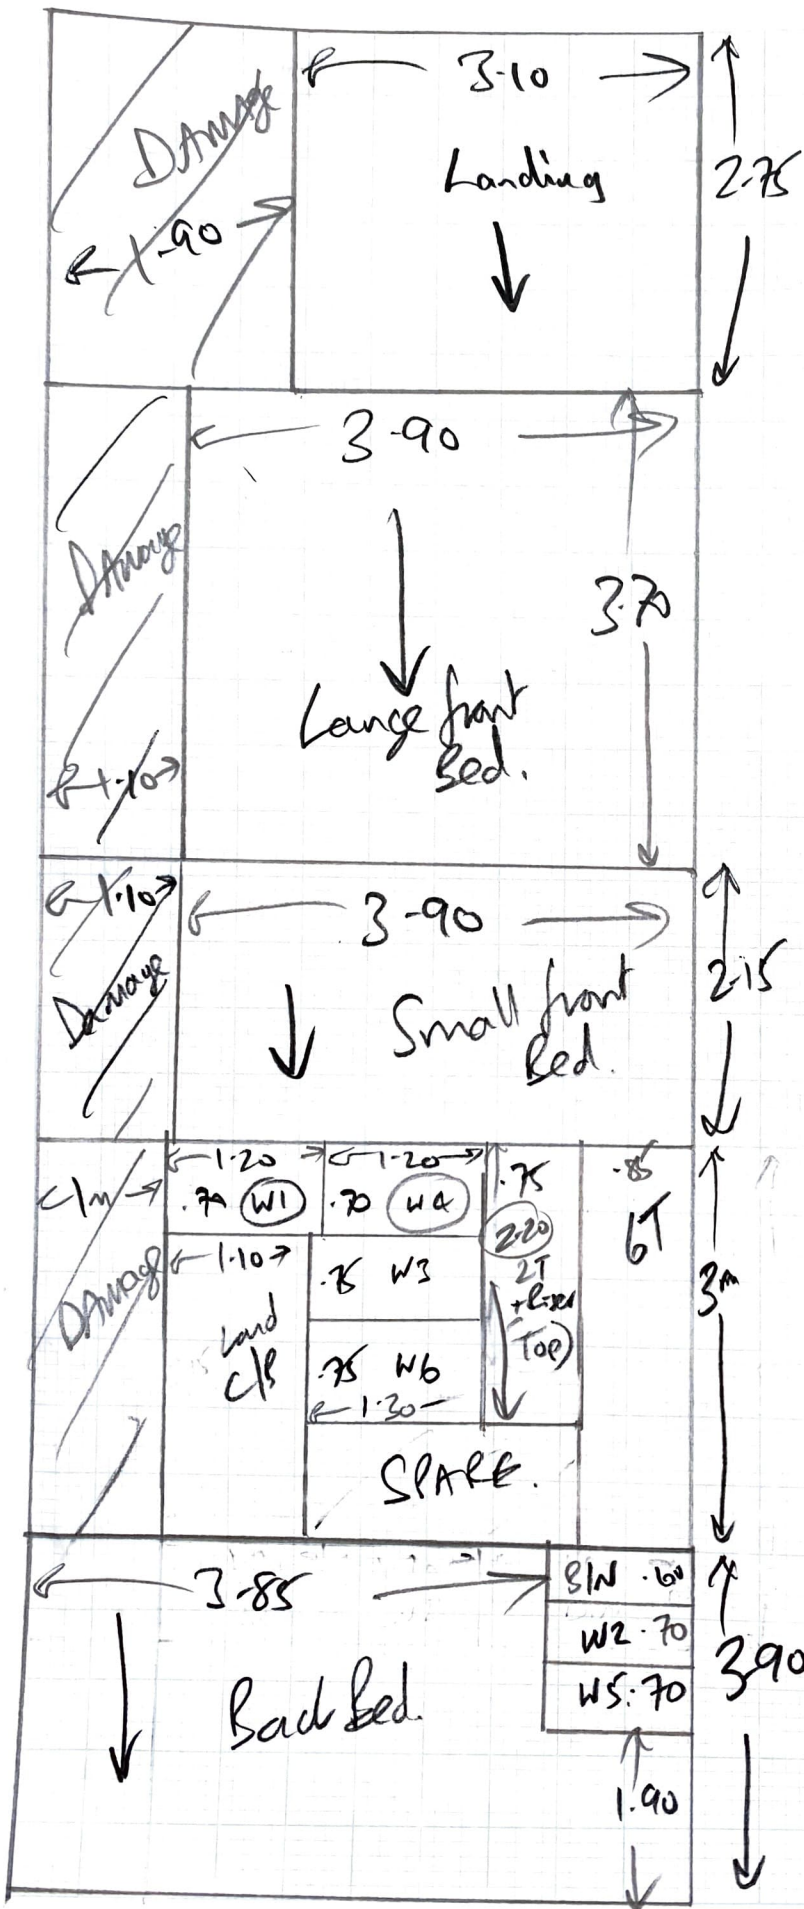 3.10
Damage
Landing
2.75
1.90
3.90
Damage
3.70
Large front
Bed.
1.10
1.10
3.90
2.15
Damage
Small front
Bed.
1.20
1.20
.75
.85
1m
W1
.70
W4
2.20
6T
1.10
.75
W3
2T
3m
Damage
+Riser
Land
Top
C/B
.75
W6
1.30
SPARE.
3.85
B/N .60
W2 .70
3.90
W5 .70
Back Bed.
1.90